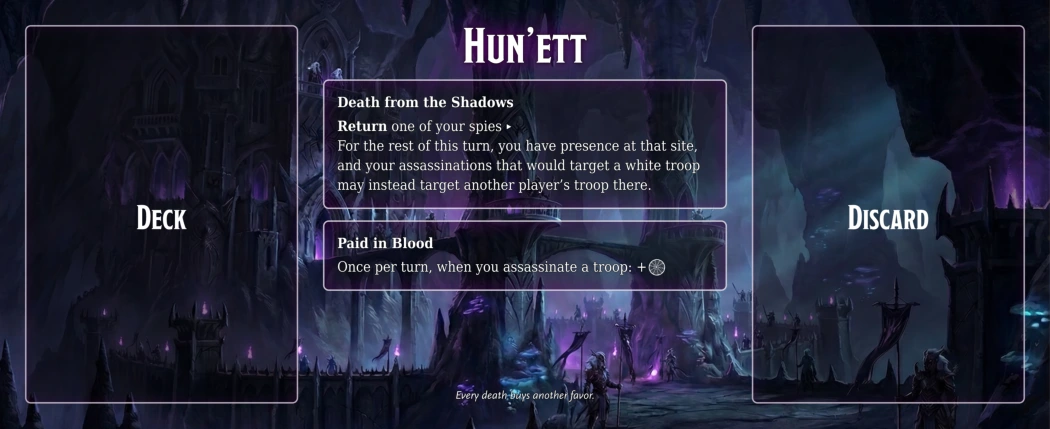 Hun’ett
Death from the Shadows
Return one of your spies ▸
For the rest of this turn, you have presence at that site,
and your assassinations that would target a white troop
may instead target another player’s troop there.
Deck
Discard
Paid in Blood
Once per turn, when you assassinate a troop: +
Every death buys another favor.